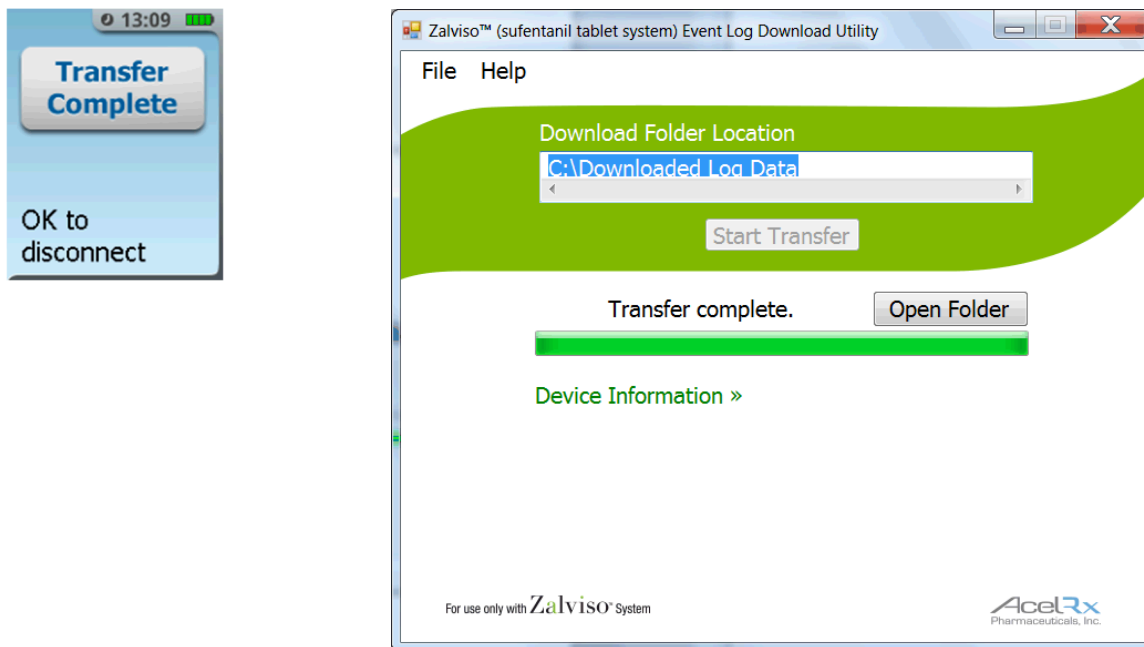 13:09
Transfer
Complete
OK to
disconnect
Zalviso™ (sufentanil tablet system) Event Log Download Utility
File Help
Download Folder Location
C:\Downloaded Log Data
Start Transfer
Transfer complete.
Open Folder
Device Information »
For use only with Zalviso® System
AcelRx
Pharmaceuticals, Inc.